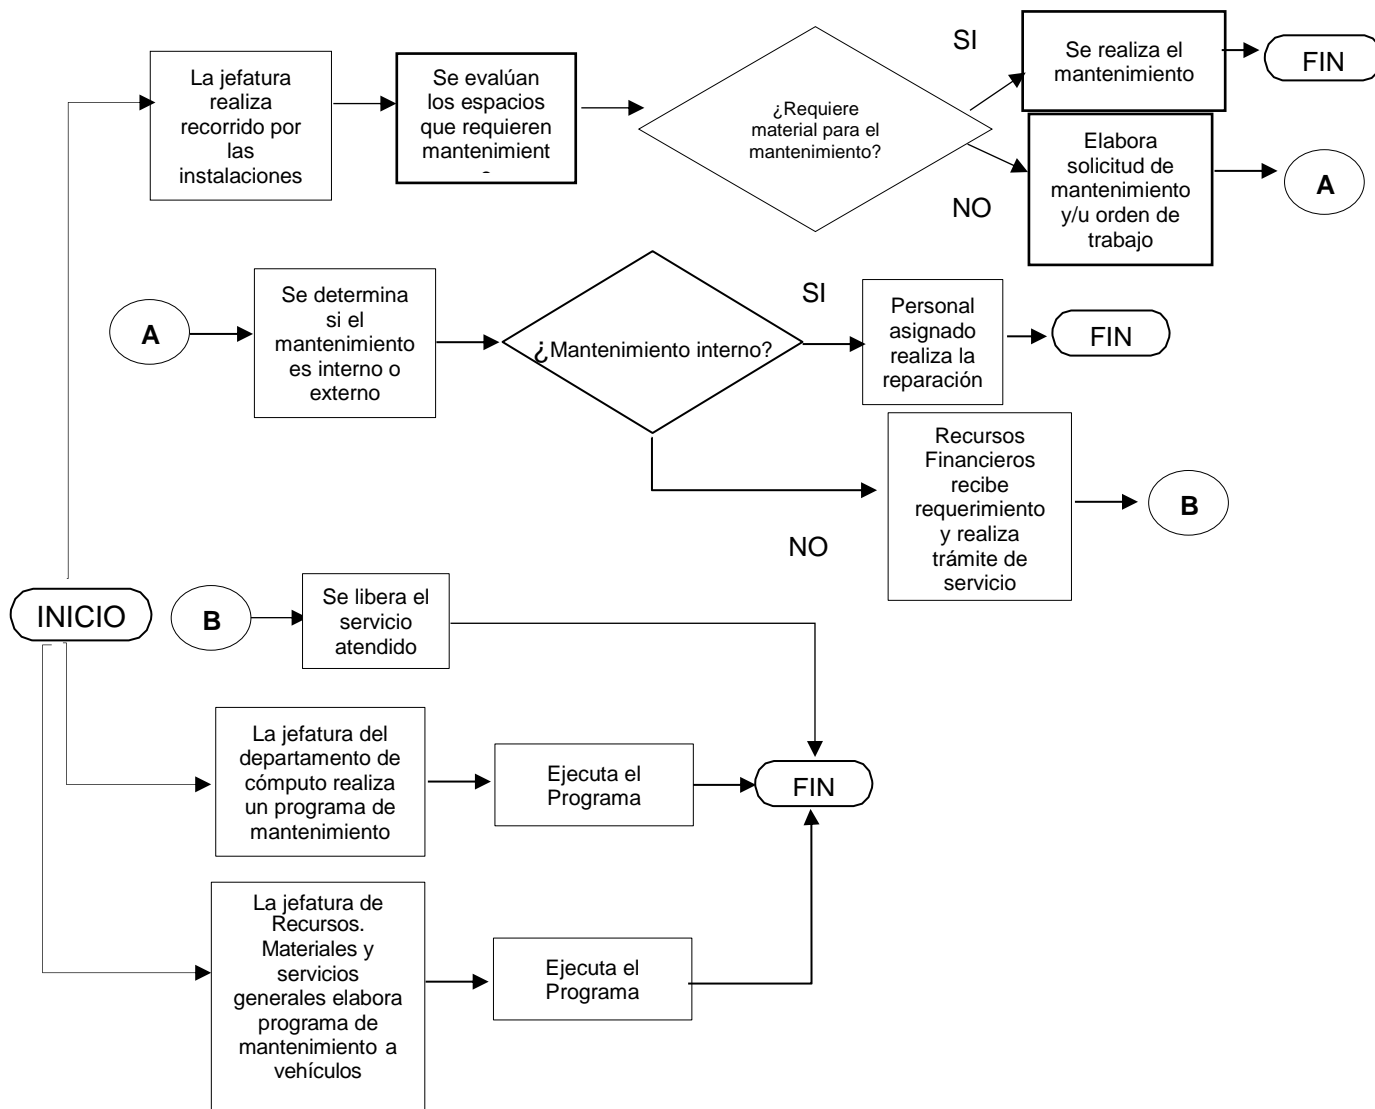 La jefatura
realiza
recorrido por
las
instalaciones
Se evalúan
los espacios
que requieren
mantenimient
¿Requiere
material para el
mantenimiento?
SI
Se realiza el
mantenimiento
FIN
NO
Elabora
solicitud de
mantenimiento
y/u orden de
trabajo
A
A
Se determina
si el
mantenimiento
es interno o
externo
¿Mantenimiento interno?
SI
Personal
asignado
realiza la
reparación
FIN
NO
Recursos
Financieros
recibe
requerimiento
y realiza
trámite de
servicio
B
INICIO
B
Se libera el
servicio
atendido
La jefatura del
departamento de
cómputo realiza
un programa de
mantenimiento
Ejecuta el
Programa
FIN
La jefatura de
Recursos.
Materiales y
servicios
generales elabora
programa de
mantenimiento a
vehículos
Ejecuta el
Programa